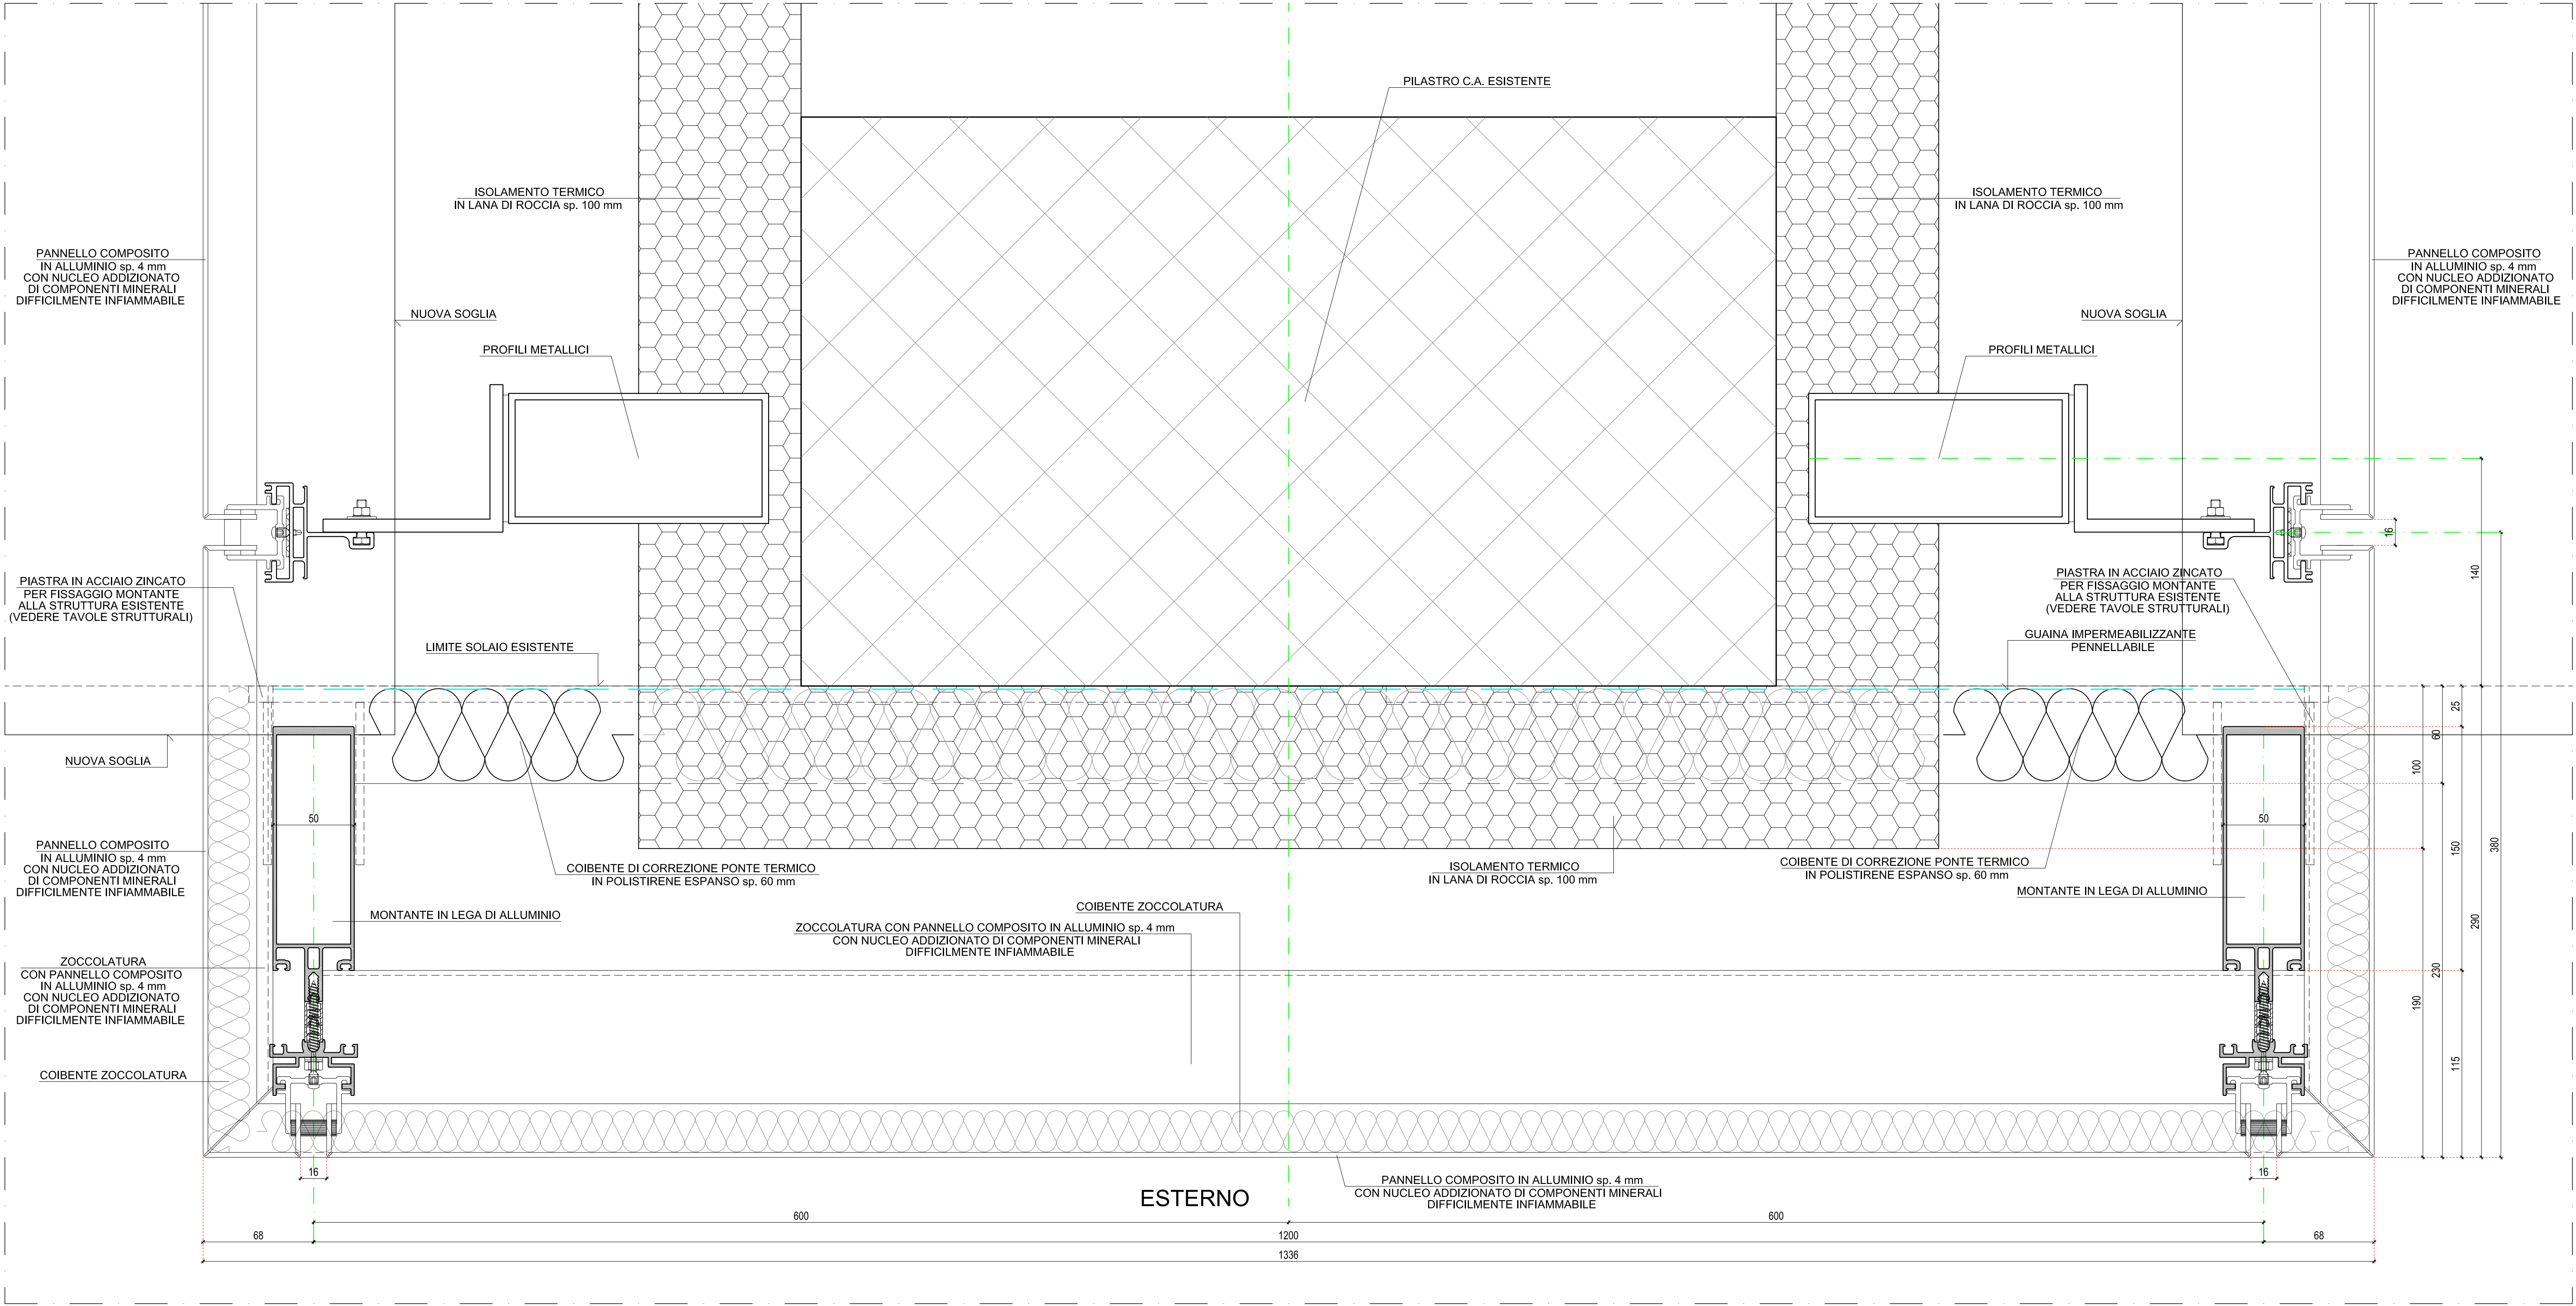 PILASTRO C.A. ESISTENTE
ISOLAMENTO TERMICO
IN LANA DI ROCCIA sp. 100 mm
ISOLAMENTO TERMICO
IN LANA DI ROCCIA sp. 100 mm
PANNELLO COMPOSITO
IN ALLUMINIO sp. 4 mm
CON NUCLEO ADDIZIONATO
DI COMPONENTI MINERALI
DIFFICILMENTE INFIAMMABILE
PANNELLO COMPOSITO
IN ALLUMINIO sp. 4 mm
CON NUCLEO ADDIZIONATO
DI COMPONENTI MINERALI
DIFFICILMENTE INFIAMMABILE
NUOVA SOGLIA
NUOVA SOGLIA
PROFILI METALLICI
PROFILI METALLICI
16
140
PIASTRA IN ACCIAIO ZINCATO
PER FISSAGGIO MONTANTE
ALLA STRUTTURA ESISTENTE
(VEDERE TAVOLE STRUTTURALI)
PIASTRA IN ACCIAIO ZINCATO
PER FISSAGGIO MONTANTE
ALLA STRUTTURA ESISTENTE
(VEDERE TAVOLE STRUTTURALI)
LIMITE SOLAIO ESISTENTE
GUAINA IMPERMEABILIZZANTE
PENNELLABILE
25
60
100
NUOVA SOGLIA
50
50
150
380
PANNELLO COMPOSITO
IN ALLUMINIO sp. 4 mm
CON NUCLEO ADDIZIONATO
DI COMPONENTI MINERALI
DIFFICILMENTE INFIAMMABILE
COIBENTE DI CORREZIONE PONTE TERMICO
IN POLISTIRENE ESPANSO sp. 60 mm
ISOLAMENTO TERMICO
IN LANA DI ROCCIA sp. 100 mm
COIBENTE DI CORREZIONE PONTE TERMICO
IN POLISTIRENE ESPANSO sp. 60 mm
MONTANTE IN LEGA DI ALLUMINIO
MONTANTE IN LEGA DI ALLUMINIO
COIBENTE ZOCCOLATURA
ZOCCOLATURA CON PANNELLO COMPOSITO IN ALLUMINIO sp. 4 mm
CON NUCLEO ADDIZIONATO DI COMPONENTI MINERALI
DIFFICILMENTE INFIAMMABILE
290
230
190
115
ZOCCOLATURA
CON PANNELLO COMPOSITO
IN ALLUMINIO sp. 4 mm
CON NUCLEO ADDIZIONATO
DI COMPONENTI MINERALI
DIFFICILMENTE INFIAMMABILE
COIBENTE ZOCCOLATURA
16
16
PANNELLO COMPOSITO IN ALLUMINIO sp. 4 mm
CON NUCLEO ADDIZIONATO DI COMPONENTI MINERALI
DIFFICILMENTE INFIAMMABILE
ESTERNO
600
600
68
1200
68
1336